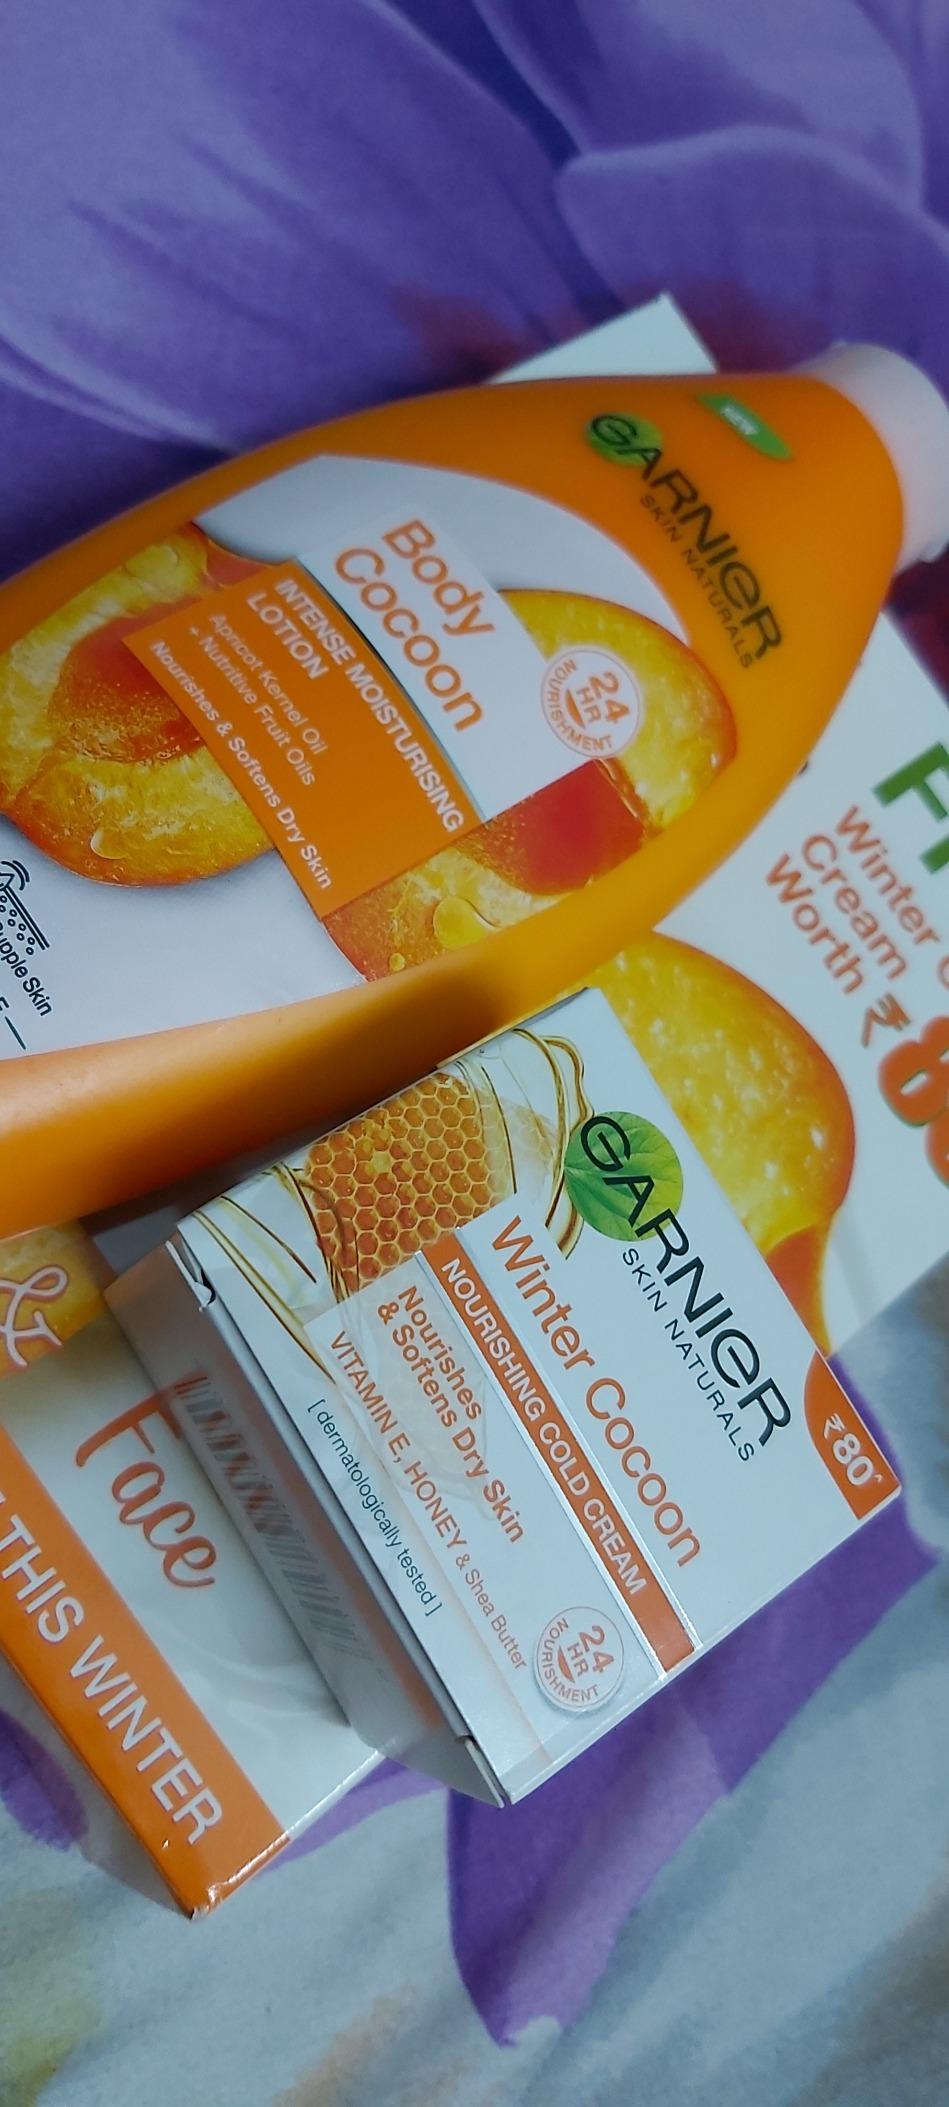 NEW
GARNIER
SKIN NATURALS
Body
Cocoon
24
HR
NOURISHMENT
INTENSE MOISTURISING
LOTION
Apricot Kernel Oil
+ Nutritive Fruit Oils
Nourishes & Softens Dry Skin
Skin
Winter
Cream
Worth ₹
&
Face
THIS WINTER
GARNIER
SKIN NATURALS
₹80^
Winter Cocoon
NOURISHING COLD CREAM
Nourishes
& Softens Dry Skin
VITAMIN E, HONEY & Shea Butter
[ dermatologically tested ]
24
HR
NOURISHMENT